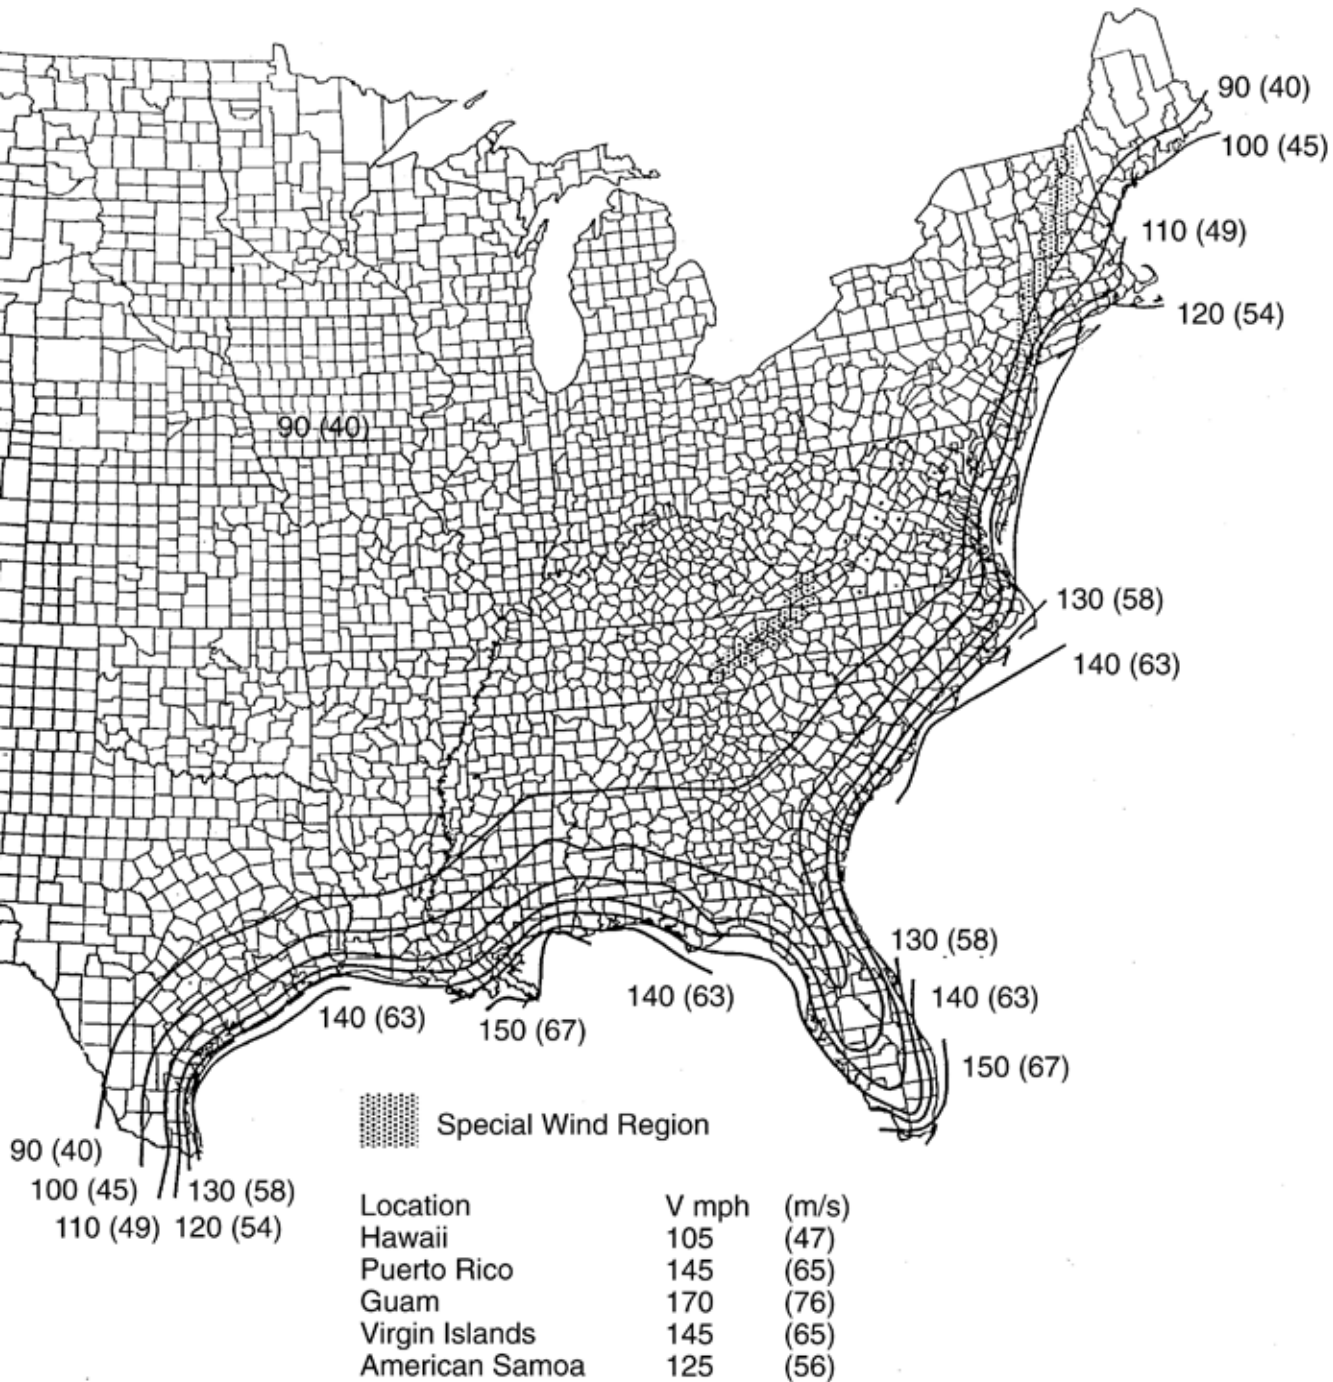 90 (40)
100 (45)
110 (49)
120 (54)
90 (40)
130 (58)
140 (63)
130 (58)
140 (63)
140 (63)
140 (63)
150 (67)
150 (67)
Special Wind Region
90 (40)
100 (45) 130 (58)
110 (49) 120 (54)
Location V mph (m/s)
Hawaii 105 (47)
Puerto Rico 145 (65)
Guam 170 (76)
Virgin Islands 145 (65)
American Samoa 125 (56)